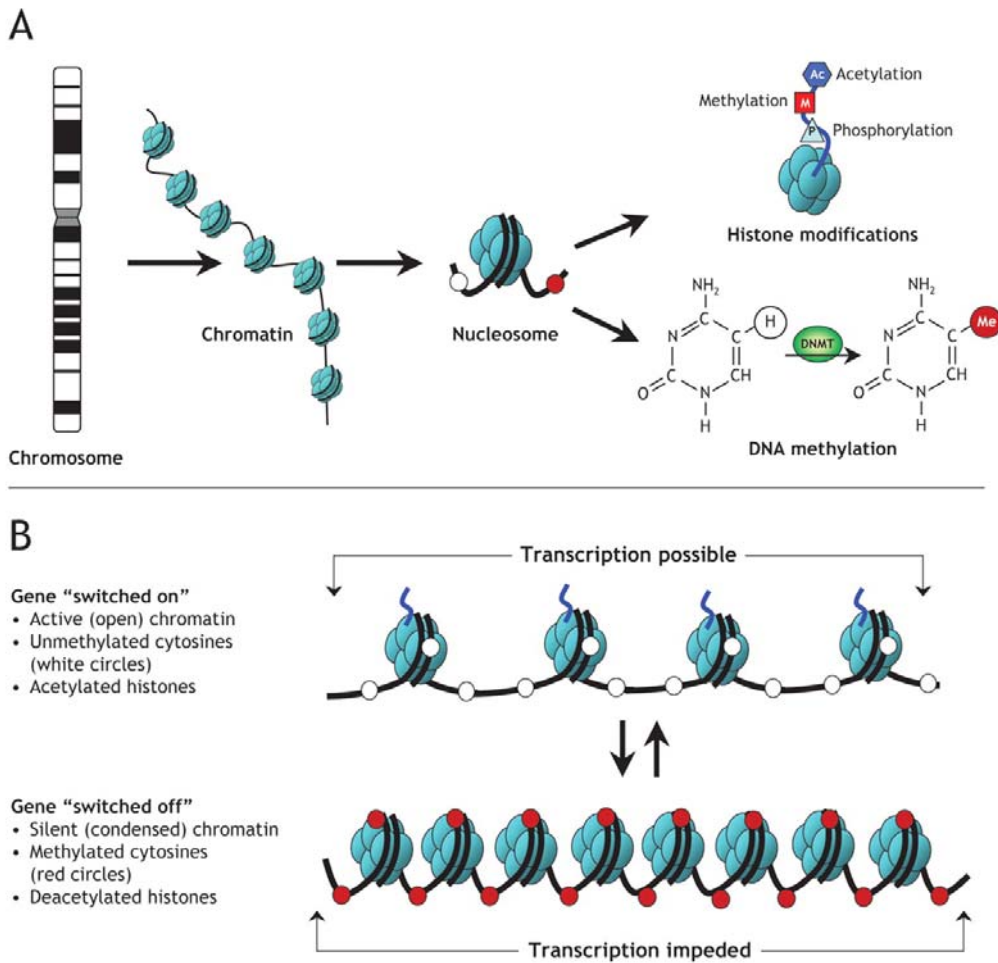 A
Ac Acetylation
Methylation M
P Phosphorylation
Histone modifications
Chromatin
Nucleosome
Chromosome
NH₂
C
N
C
H
C
O
N
CH
H
DNMT
NH₂
C
N
C
Me
C
O
N
CH
H
DNA methylation
B
Transcription possible
Gene “switched on”
• Active (open) chromatin
• Unmethylated cytosines
(white circles)
• Acetylated histones
Gene “switched off”
• Silent (condensed) chromatin
• Methylated cytosines
(red circles)
• Deacetylated histones
Transcription impeded